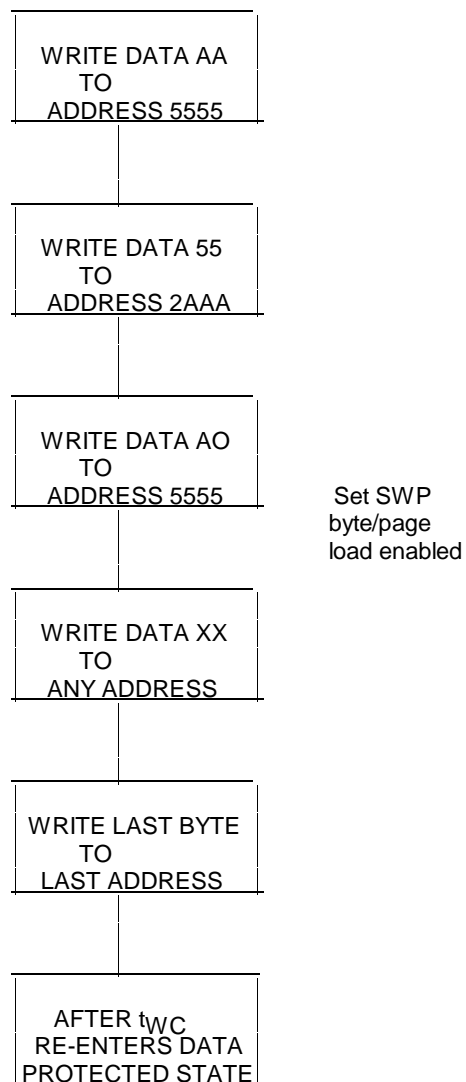 WRITE DATA AA
TO
ADDRESS 5555
WRITE DATA 55
TO
ADDRESS 2AAA
WRITE DATA AO
TO
ADDRESS 5555
Set SWP
byte/page
load enabled
WRITE DATA XX
TO
ANY ADDRESS
WRITE LAST BYTE
TO
LAST ADDRESS
AFTER tWC
RE-ENTERS DATA
PROTECTED STATE